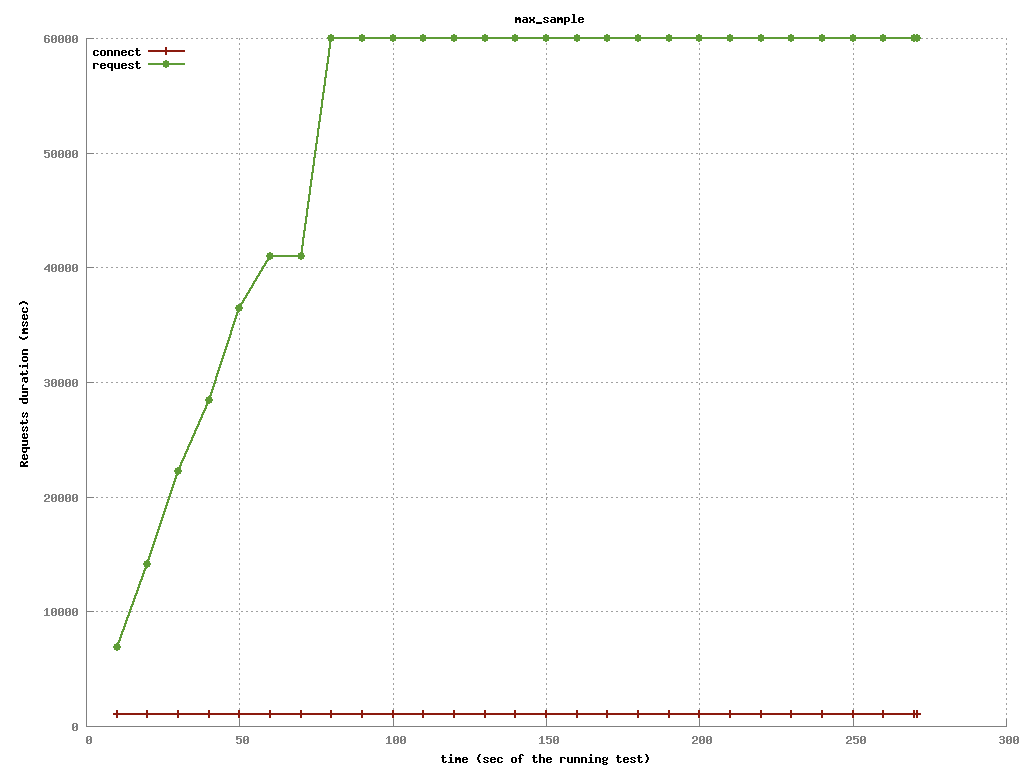 max_sample
60000
connect
request
50000
40000
Requests duration (msec)
30000
20000
10000
0
0 50 100 150 200 250 300
time (sec of the running test)